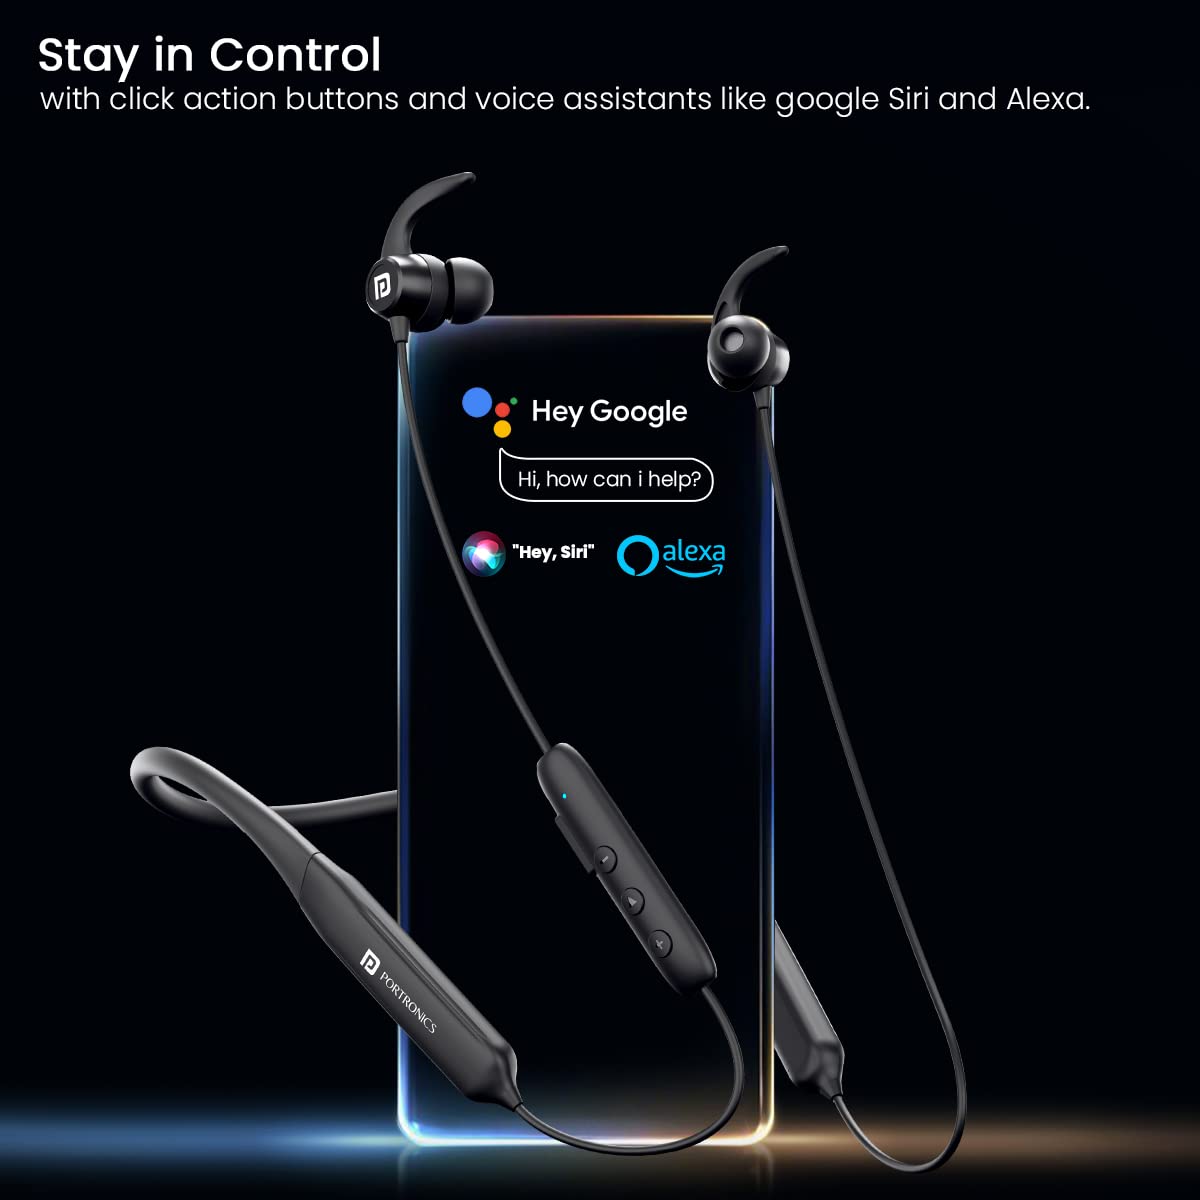 Stay in Control
with click action buttons and voice assistants like google Siri and Alexa.
Hey Google
Hi, how can i help?
"Hey, Siri"
alexa
PORTRONICS